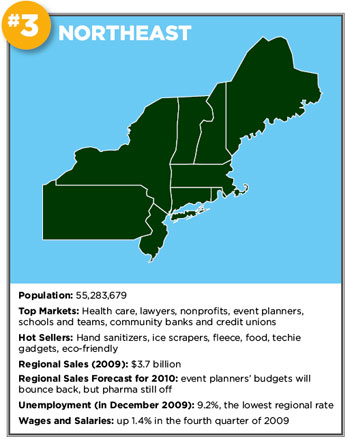 #3
NORTHEAST
Population: 55,283,679
Top Markets: Health care, lawyers, nonprofits, event planners,
schools and teams, community banks and credit unions
Hot Sellers: Hand sanitizers, ice scrapers, fleece, food, techie
gadgets, eco-friendly
Regional Sales (2009): $3.7 billion
Regional Sales Forecast for 2010: event planners' budgets will
bounce back, but pharma still off
Unemployment (in December 2009): 9.2%, the lowest regional rate
Wages and Salaries: up 1.4% in the fourth quarter of 2009